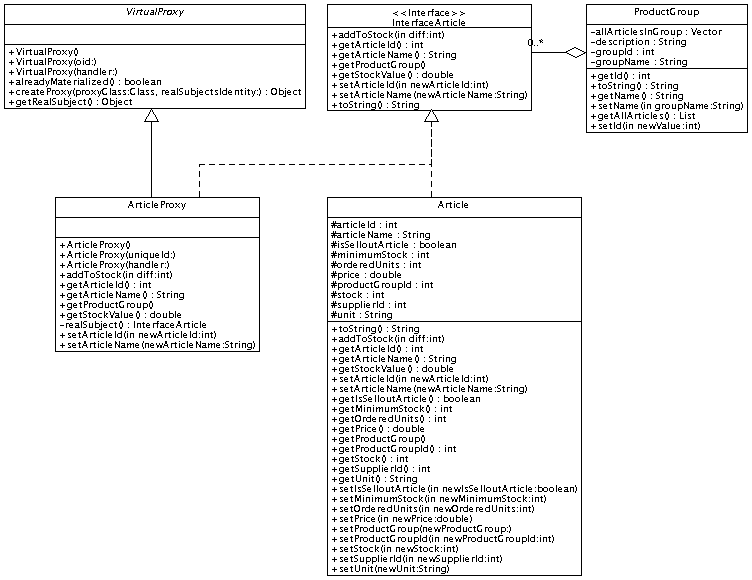 VirtualProxy
+VirtualProxy()
+VirtualProxy(oid:)
+VirtualProxy(handler:)
+alreadyMaterialized() : boolean
+createProxy(proxyClass:Class, realSubjectsIdentity:) : Object
+getRealSubject() : Object
<<Interface>>
InterfaceArticle
+addToStock(in diff:int)
+getArticleId() : int
+getArticleName() : String
+getProductGroup()
+getStockValue() : double
+setArticleId(in newArticleId:int)
+setArticleName(newArticleName:String)
+toString() : String
0..*
ProductGroup
-allArticlesInGroup : Vector
-description : String
-groupId : int
-groupName : String
+getId() : int
+toString() : String
+getName() : String
+setName(in groupName:String)
+getAllArticles() : List
+setId(in newValue:int)
ArticleProxy
+ArticleProxy()
+ArticleProxy(uniqueId:)
+ArticleProxy(handler:)
+addToStock(in diff:int)
+getArticleId() : int
+getArticleName() : String
+getProductGroup()
+getStockValue() : double
-realSubject() : InterfaceArticle
+setArticleId(in newArticleId:int)
+setArticleName(newArticleName:String)
Article
#articleId : int
#articleName : String
#isSelloutArticle : boolean
#minimumStock : int
#orderedUnits : int
#price : double
#productGroupId : int
#stock : int
#supplierId : int
#unit : String
+toString() : String
+addToStock(in diff:int)
+getArticleId() : int
+getArticleName() : String
+getStockValue() : double
+setArticleId(in newArticleId:int)
+setArticleName(newArticleName:String)
+getIsSelloutArticle() : boolean
+getMinimumStock() : int
+getOrderedUnits() : int
+getPrice() : double
+getProductGroup()
+getProductGroupId() : int
+getStock() : int
+getSupplierId() : int
+getUnit() : String
+setIsSelloutArticle(in newIsSelloutArticle:boolean)
+setMinimumStock(in newMinimumStock:int)
+setOrderedUnits(in newOrderedUnits:int)
+setPrice(in newPrice:double)
+setProductGroup(newProductGroup:)
+setProductGroupId(in newProductGroupId:int)
+setStock(in newStock:int)
+setSupplierId(in newSupplierId:int)
+setUnit(newUnit:String)